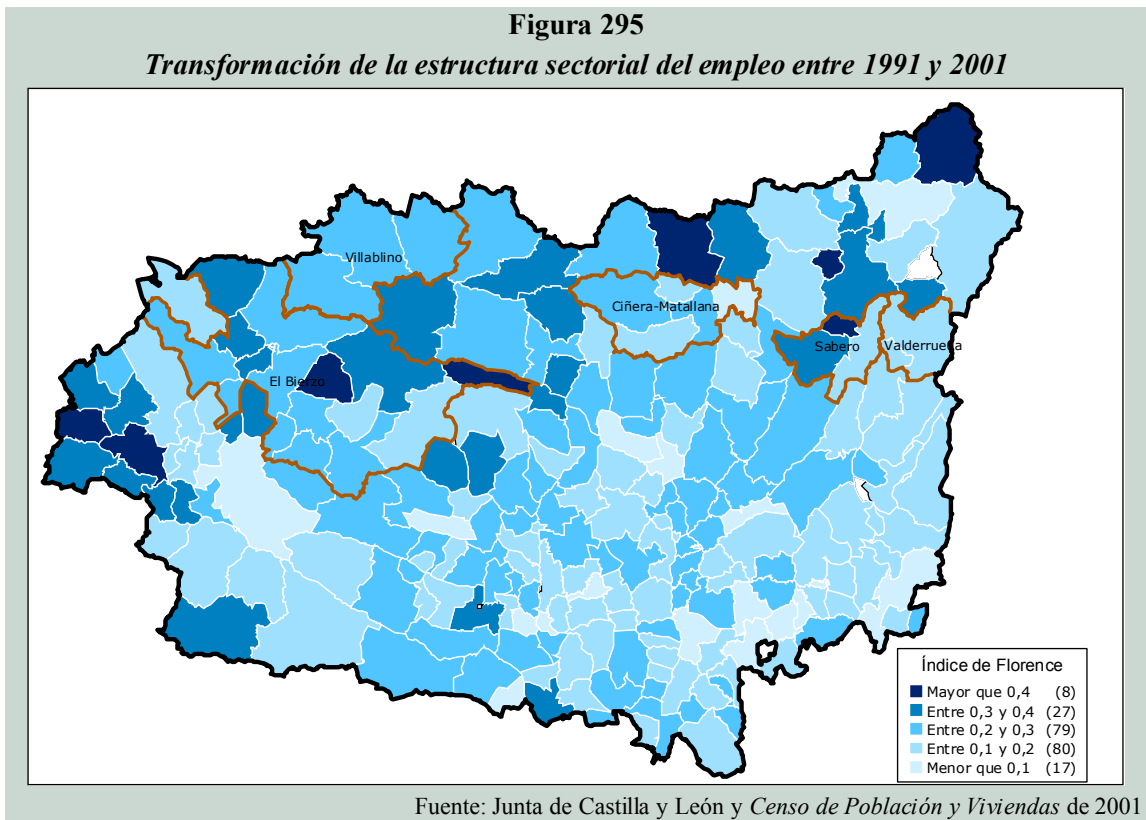 Figura 295
Transformación de la estructura sectorial del empleo entre 1991 y 2001
Villablino
Ciñera-Matallana
Sabero
Valderrueda
El Bierzo
Índice de Florence
Mayor que 0,4 (8)
Entre 0,3 y 0,4 (27)
Entre 0,2 y 0,3 (79)
Entre 0,1 y 0,2 (80)
Menor que 0,1 (17)
Fuente: Junta de Castilla y León y Censo de Población y Viviendas de 2001